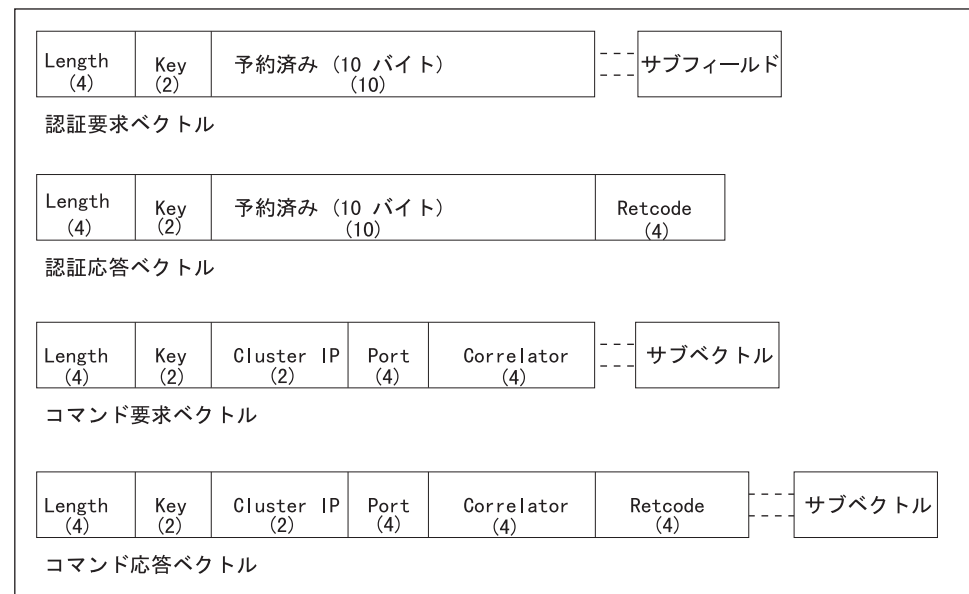 Length Key 予約済み (10 バイト) サブフィールド
(4) (2) (10)
認証要求ベクトル
Length Key 予約済み (10 バイト) Retcode
(4) (2) (10) (4)
認証応答ベクトル
Length Key Cluster IP Port Correlator サブベクトル
(4) (2) (2) (4) (4)
コマンド要求ベクトル
Length Key Cluster IP Port Correlator Retcode サブベクトル
(4) (2) (2) (4) (4) (4)
コマンド応答ベクトル